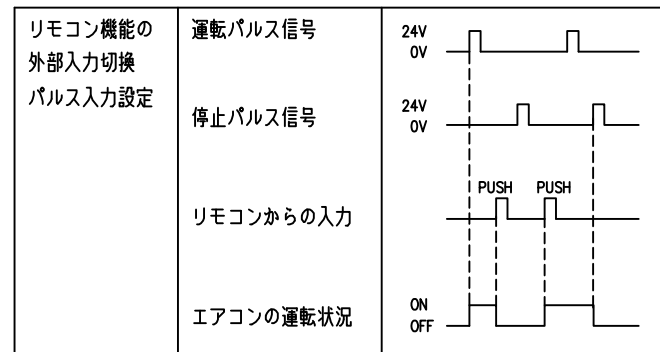 リモコン機能の
外部入力切換
パルス入力設定
運転パルス信号
24V
0V
停止パルス信号
24V
0V
リモコンからの入力
PUSH PUSH
エアコンの運転状況
ON
OFF